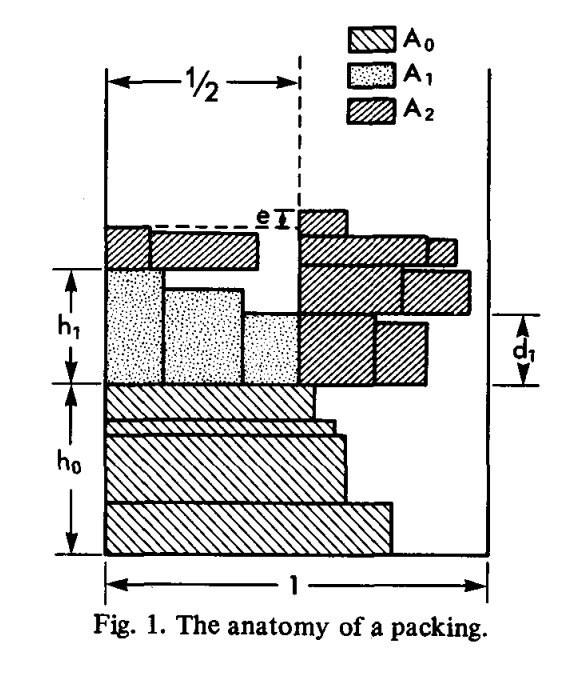 A₀
A₁
A₂
1/2
e
h₁
d₁
h₀
1
Fig. 1. The anatomy of a packing.